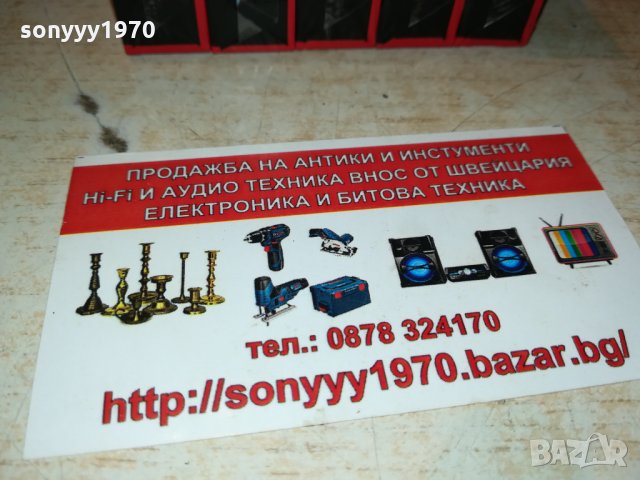 sonyyy1970
ПРОДАЖБА НА АНТИКИ И ИНСТУМЕНТИ
Hi-Fi И АУДИО ТЕХНИКА ВНОС ОТ ШВЕЙЦАРИЯ
ЕЛЕКТРОНИКА И БИТОВА ТЕХНИКА
тел.: 0878 324170
http://sonyyy1970.bazar.bg/
BAZAR